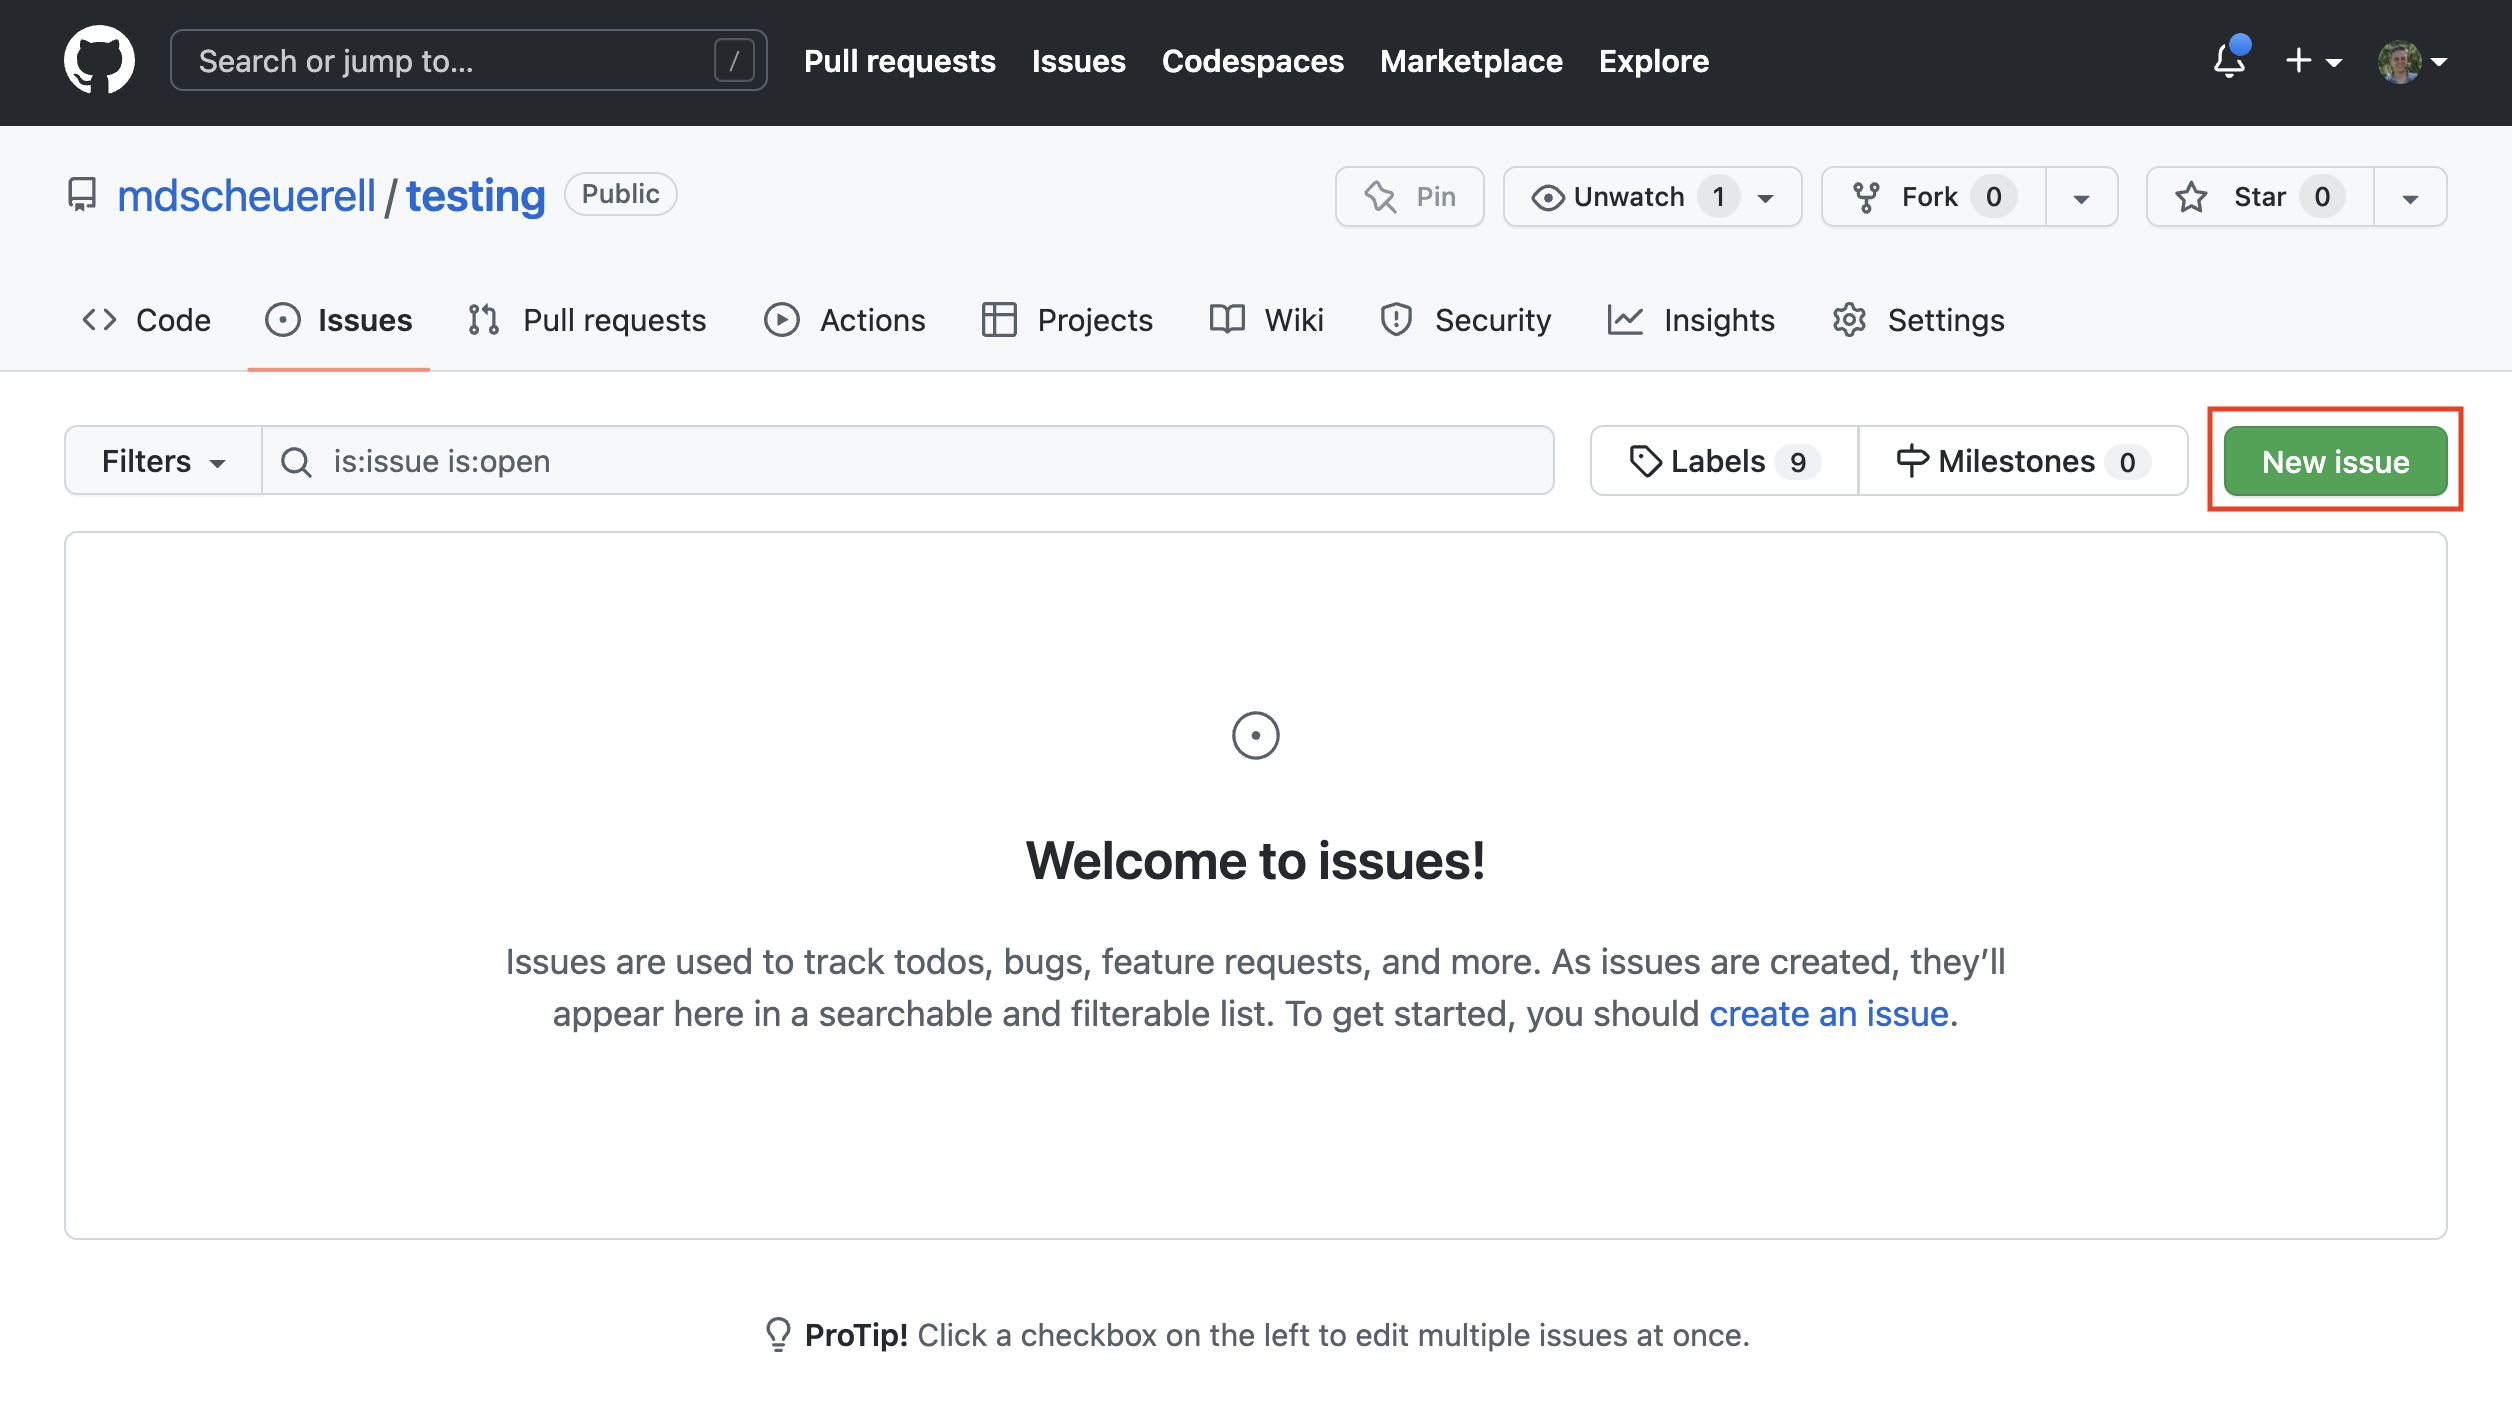 Search or jump to... / Pull requests Issues Codespaces Marketplace Explore
mdscheuerell / testing Public Pin Unwatch 1 Fork 0 Star 0
Code Issues Pull requests Actions Projects Wiki Security Insights Settings
Filters is:issue is:open Labels 9 Milestones 0 New issue
Welcome to issues!
Issues are used to track todos, bugs, feature requests, and more. As issues are created, they’ll
appear here in a searchable and filterable list. To get started, you should create an issue.
ProTip! Click a checkbox on the left to edit multiple issues at once.